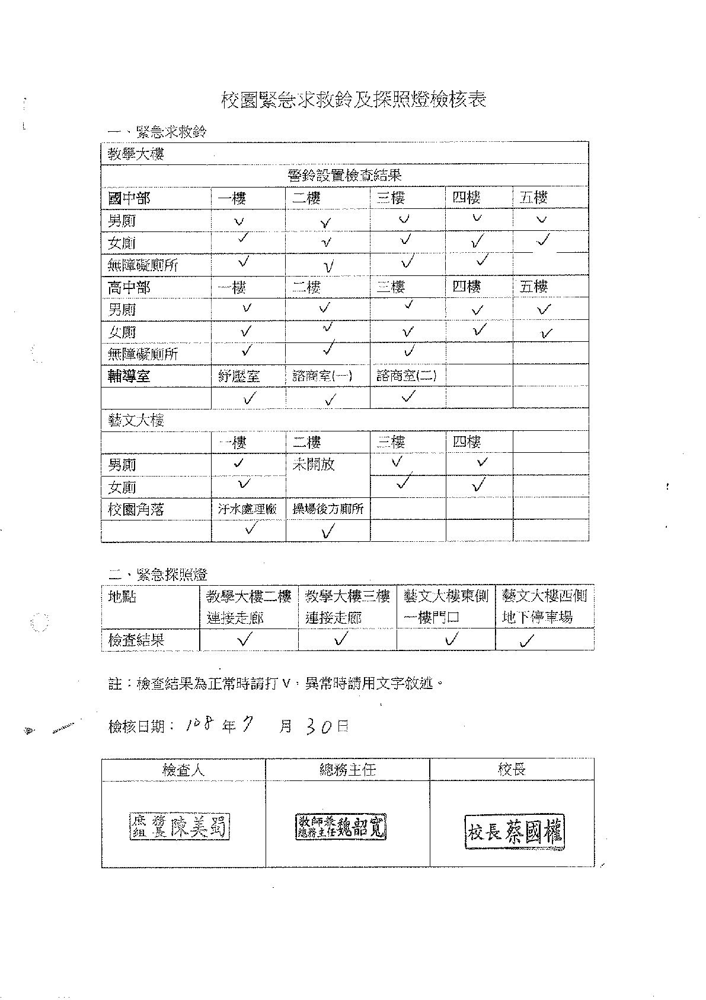 校園緊急求救鈴及探照燈檢核表
一、緊急求救鈴
教學大樓
警鈴設置檢查結果
國中部 一樓 二樓 三樓 四樓 五樓
男廁 ✓ ✓ ✓ ✓ ✓
女廁 ✓ ✓ ✓ ✓ ✓
無障礙廁所 ✓ ✓ ✓ ✓
高中部 一樓 二樓 三樓 四樓 五樓
男廁 ✓ ✓ ✓ ✓ ✓
女廁 ✓ ✓ ✓ ✓ ✓
無障礙廁所 ✓ ✓ ✓
輔導室 紓壓室 諮商室(一) 諮商室(二)
✓ ✓ ✓
藝文大樓
一樓 二樓 三樓 四樓
男廁 ✓ 未開放 ✓ ✓
女廁 ✓ ✓ ✓
校園角落 汙水處理廠 操場後方廁所
✓ ✓
二、緊急探照燈
地點 教學大樓二樓 教學大樓三樓 藝文大樓東側 藝文大樓西側
連接走廊 連接走廊 一樓門口 地下停車場
檢查結果 ✓ ✓ ✓ ✓
註：檢查結果為正常時請打 V，異常時請用文字敘述。
檢核日期：108 年 7 月 30 日
檢查人 總務主任 校長
庶務組長 陳美蜀 教師兼總務主任 魏韶寬 校長 蔡國權